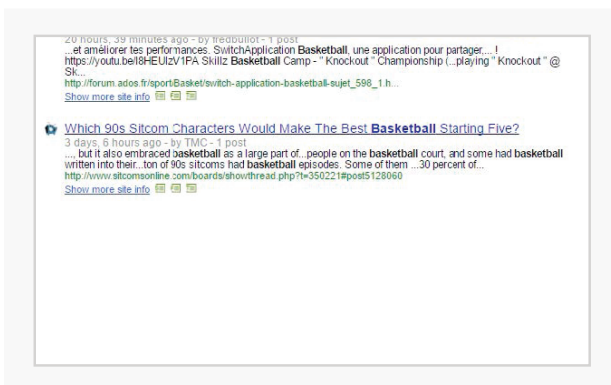 20 hours, 39 minutes ago - by fredbullot - 1 post
...et améliorer tes performances. SwitchApplication Basketball, une application pour partager,... !
https://youtu.be/I8HEUIzV1PA Skillz Basketball Camp - " Knockout " Championship (...playing " Knockout " @
Sk...
http://forum.ados.fr/sport/Basket/switch-application-basketball-sujet_598_1.h...
Show more site info
Which 90s Sitcom Characters Would Make The Best Basketball Starting Five?
3 days, 6 hours ago - by TMC - 1 post
..., but it also embraced basketball as a large part of...people on the basketball court, and some had basketball
written into their...ton of 90s sitcoms had basketball episodes. Some of them ...30 percent of...
http://www.sitcomsonline.com/boards/showthread.php?t=350221#post5128060
Show more site info